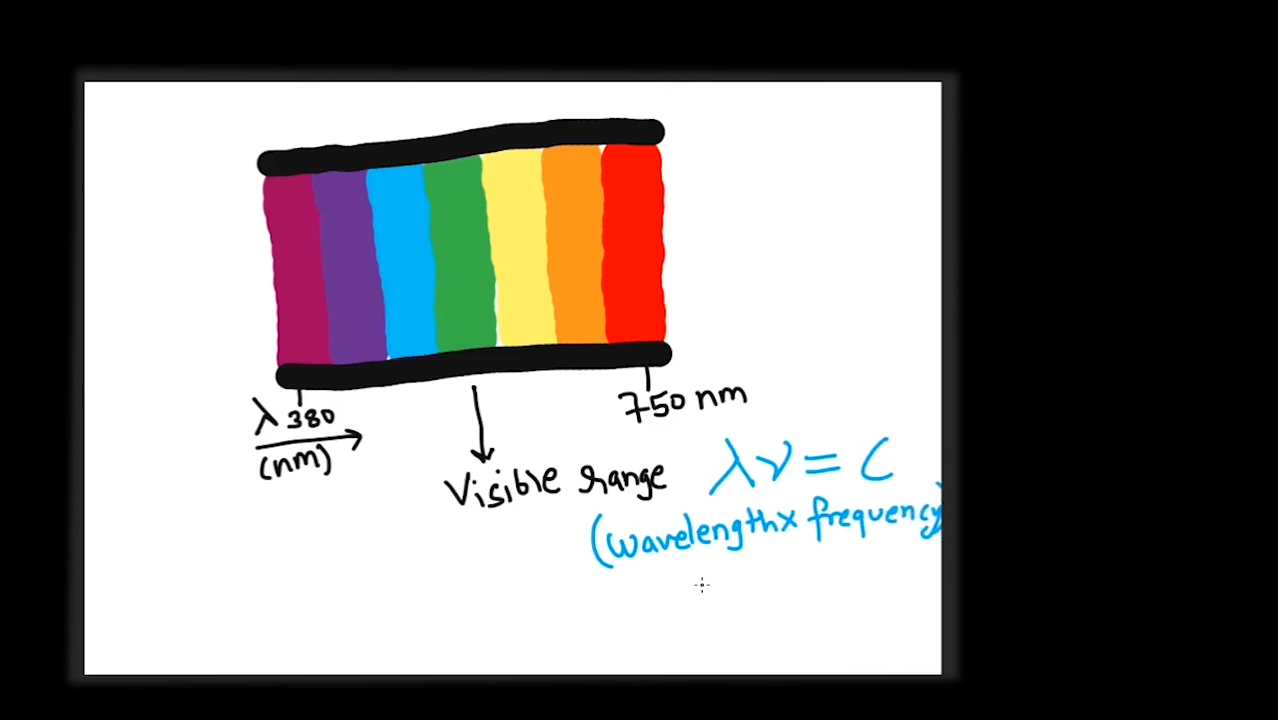 λ 380
(nm)
750 nm
Visible range
λν = C
(wavelength× frequency)